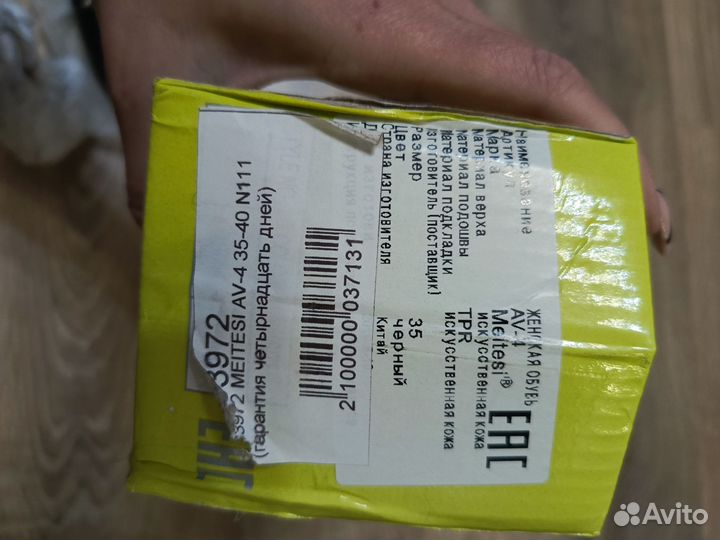 Наименование ЖЕНСКАЯ ОБУВЬ
Артикул AV-4
Марка Meitesi®
Материал верха искусственная кожа
Материал подошвы TPR
Материал подкладки искусственная кожа
Изготовитель (поставщик)
Размер 35
Цвет черный
Страна изготовителя Китай
EAC
2100000037131
3972
3972 MEITESI AV-4 35-40 N111
(гарантия четырнадцать дней)
Avito